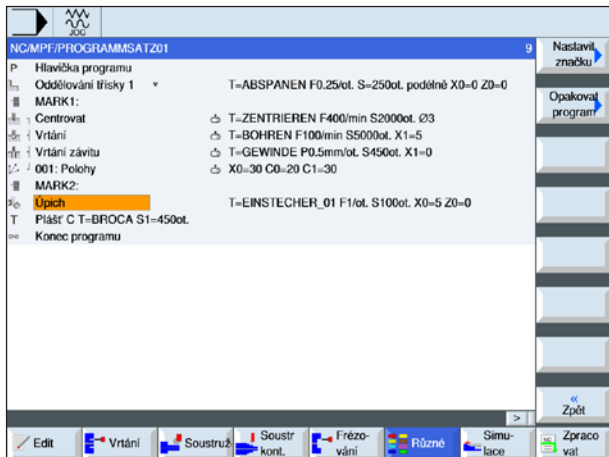 JOG
NC/MPF/PROGRAMMSATZ01 9
P Hlavička programu
Oddělování třísky 1 T=ABSPANEN F0.25/ot. S=250ot. podélné X0=0 Z0=0
MARK1:
Centrovat T=ZENTRIEREN F400/min S2000ot. Ø3
Vrtání T=BOHREN F100/min S5000ot. X1=5
Vrtání závitu T=GEWINDE P0.5mm/ot. S450ot. X1=0
001: Polohy X0=30 C0=20 C1=30
MARK2:
Úpich T=EINSTECHER_01 F1/ot. S100ot. X0=5 Z0=0
T Plášť C T=BROCA S1=450ot.
Konec programu
Nastavit
značku
Opakovat
program
«
Zpět
>
Edit
Vrtání
Soustruž
Soustr
kont.
Frézo-
vání
Různé
Simu-
lace
NC
Zpraco
vat